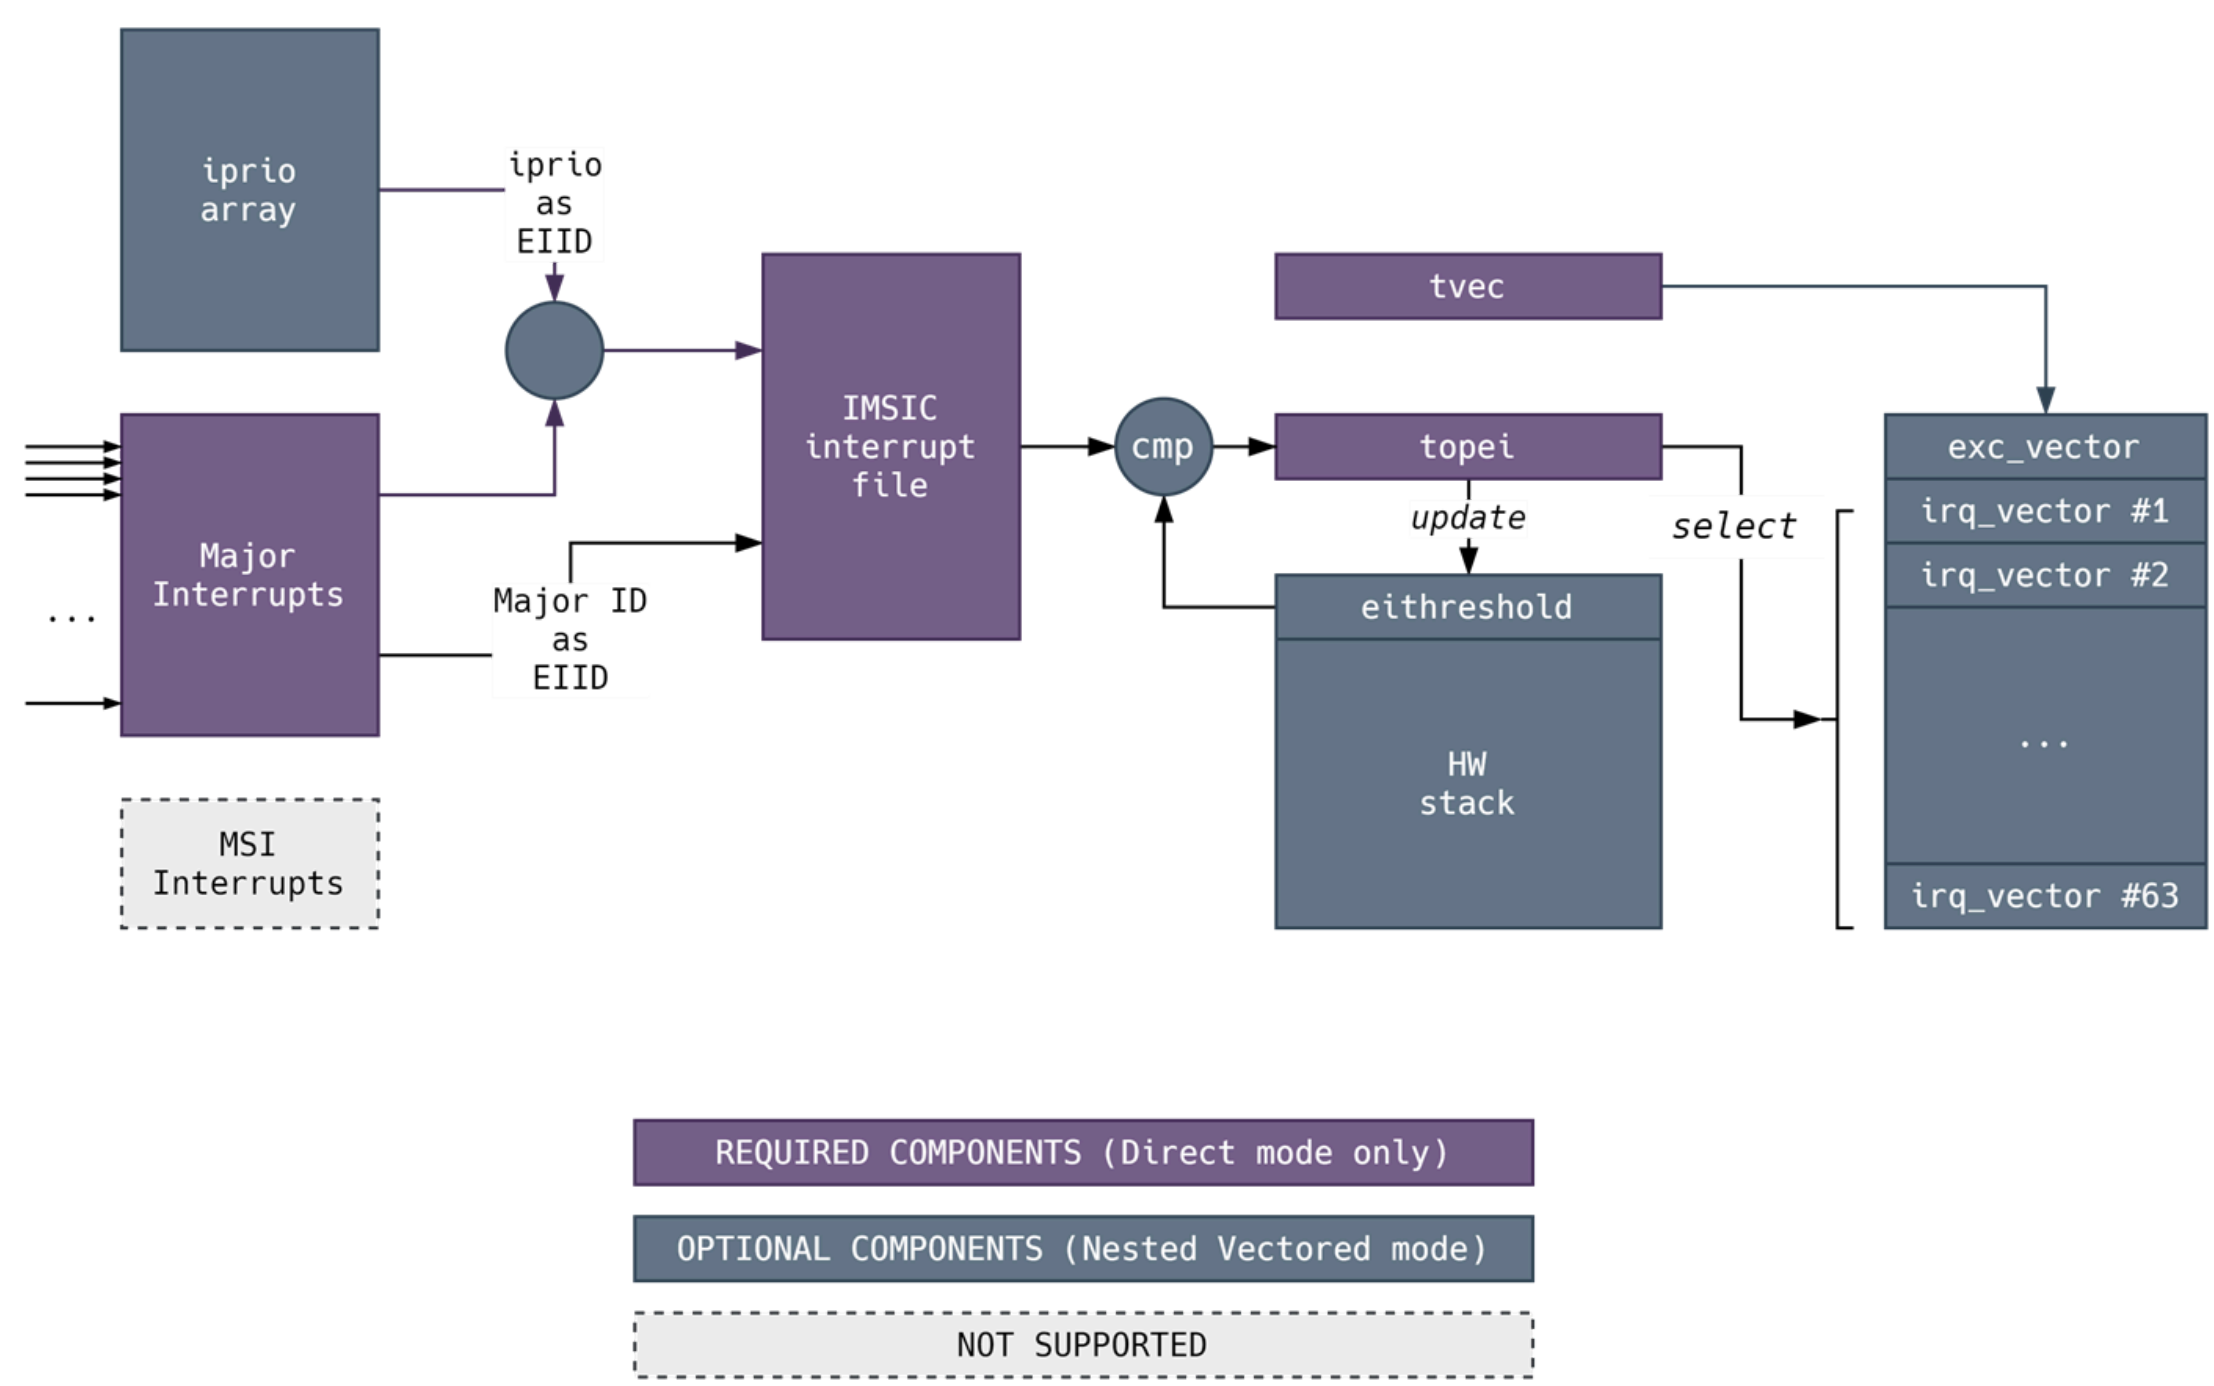 iprio
array
iprio
as
EIID
Major
Interrupts
...
Major ID
as
EIID
MSI
Interrupts
IMSIC
interrupt
file
cmp
tvec
topei
update
select
eithreshold
HW
stack
exc_vector
irq_vector #1
irq_vector #2
...
irq_vector #63
REQUIRED COMPONENTS (Direct mode only)
OPTIONAL COMPONENTS (Nested Vectored mode)
NOT SUPPORTED